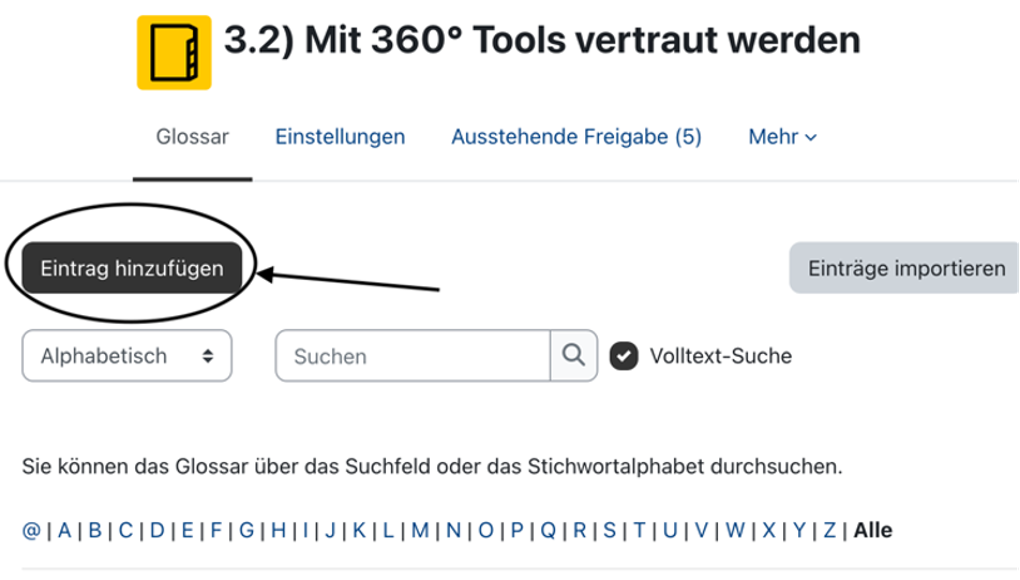 3.2) Mit 360° Tools vertraut werden
Glossar Einstellungen Ausstehende Freigabe (5) Mehr
Eintrag hinzufügen Einträge importieren
Alphabetisch Suchen Volltext-Suche
Sie können das Glossar über das Suchfeld oder das Stichwortalphabet durchsuchen.
@ | A | B | C | D | E | F | G | H | I | J | K | L | M | N | O | P | Q | R | S | T | U | V | W | X | Y | Z | Alle